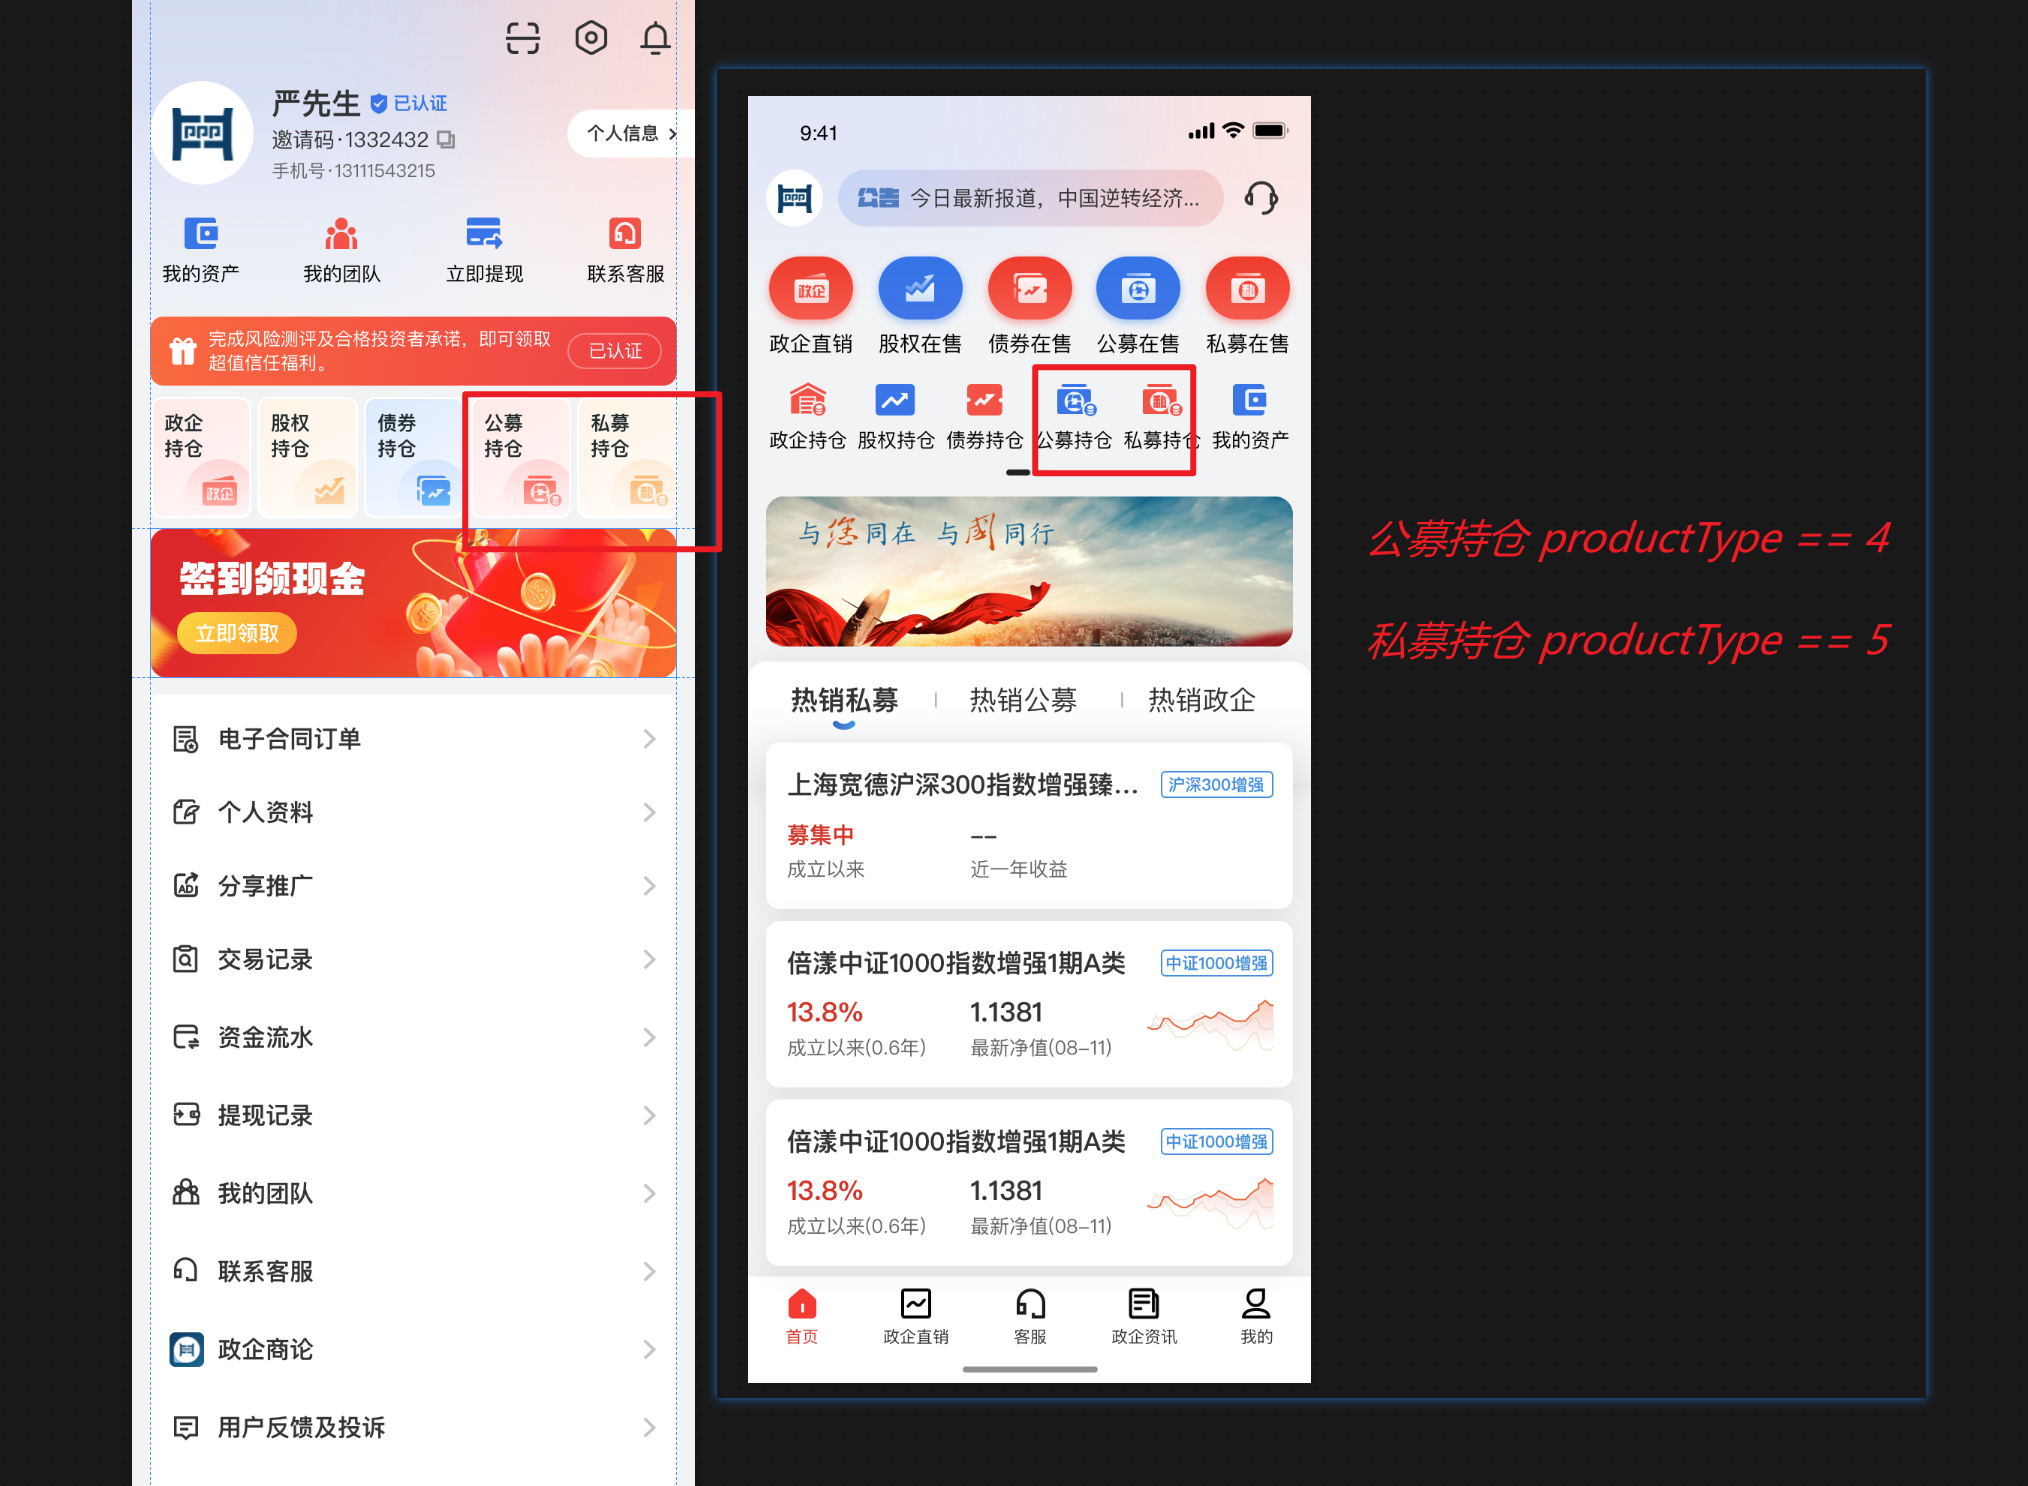 严先生 已认证
邀请码·1332432
手机号·13111543215
个人信息
我的资产 我的团队 立即提现 联系客服
完成风险测评及合格投资者承诺，即可领取
超值信任福利。
已认证
政企
持仓
政企
股权
持仓
债券
持仓
公募
持仓
私募
持仓
私
签到领现金
立即领取
电子合同订单
个人资料
分享推广
交易记录
资金流水
提现记录
我的团队
联系客服
政企商论
用户反馈及投诉
9:41
公告 今日最新报道，中国逆转经济...
政企
私
政企直销 股权在售 债券在售 公募在售 私募在售
私
政企持仓 股权持仓 债券持仓 公募持仓 私募持仓 我的资产
与您同在 与国同行
热销私募 热销公募 热销政企
上海宽德沪深300指数增强臻... 沪深300增强
募集中 --
成立以来 近一年收益
倍漾中证1000指数增强1期A类 中证1000增强
13.8% 1.1381
成立以来(0.6年) 最新净值(08-11)
倍漾中证1000指数增强1期A类 中证1000增强
13.8% 1.1381
成立以来(0.6年) 最新净值(08-11)
首页 政企直销 客服 政企资讯 我的
公募持仓 productType == 4
私募持仓 productType == 5